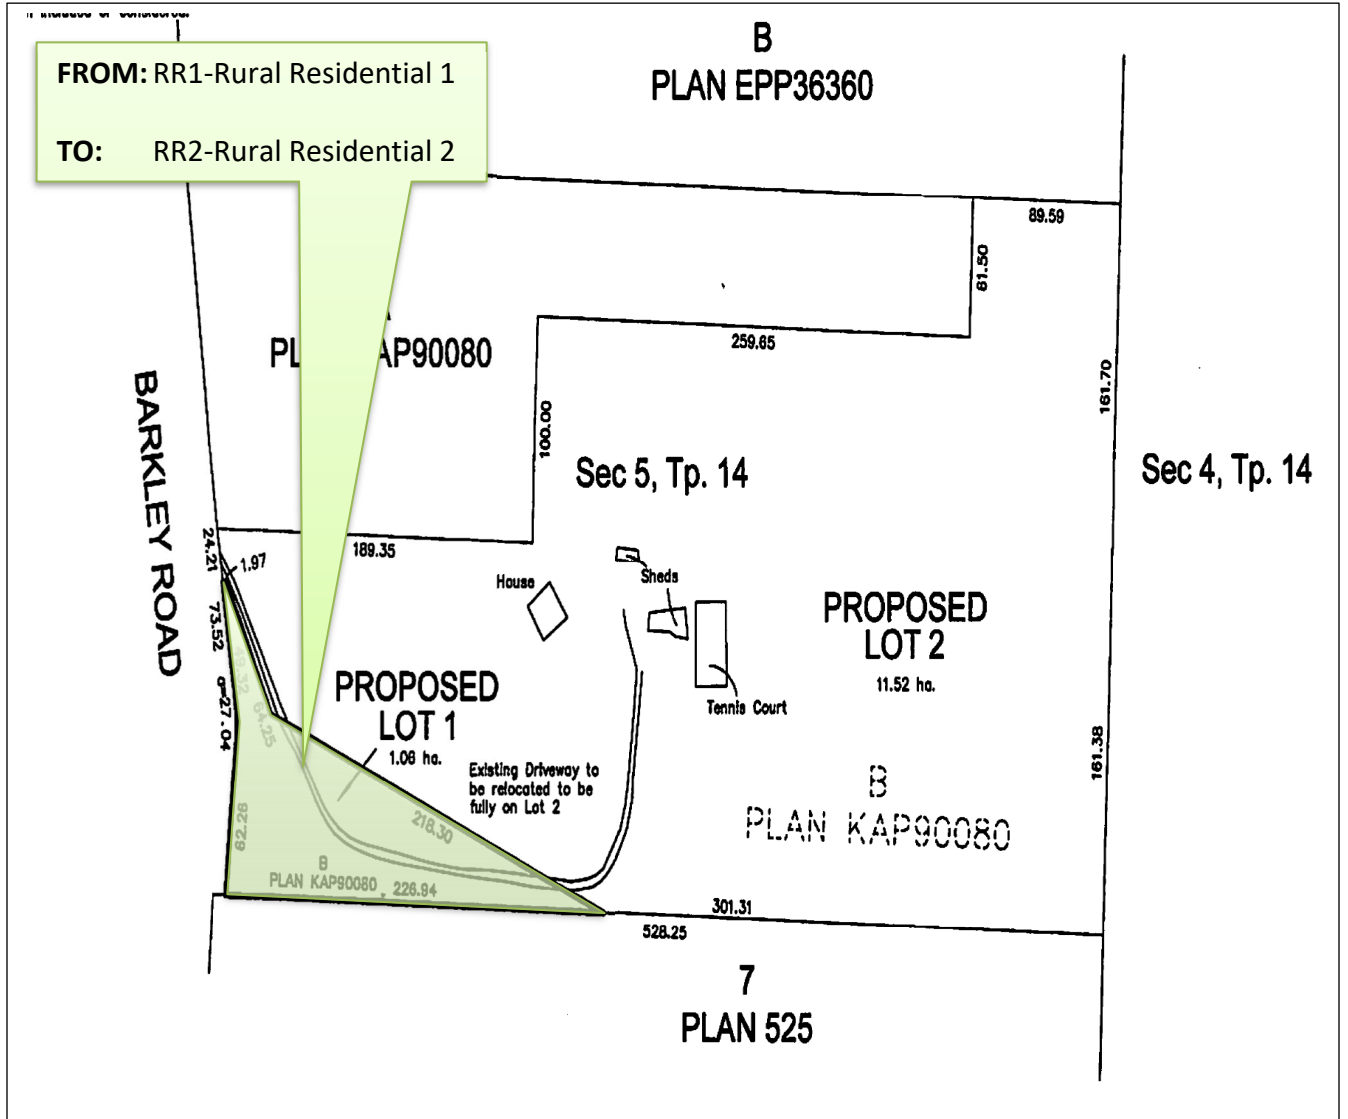 FROM: RR1-Rural Residential 1
TO: RR2-Rural Residential 2
B
PLAN EPP36360
89.59
81.50
259.65
PLAN KAP90080
161.70
100.00
BARKLEY ROAD
Sec 5, Tp. 14
Sec 4, Tp. 14
24.21
1.97
189.35
House
Sheds
73.52
PROPOSED
LOT 2
11.52 ha.
Tennis Court
PROPOSED
LOT 1
1.06 ha.
a=27.04
64.25
Existing Driveway to
be relocated to be
fully on Lot 2
161.38
B
PLAN KAP90080
218.30
62.28
B
PLAN KAP90080
226.94
301.31
528.25
7
PLAN 525